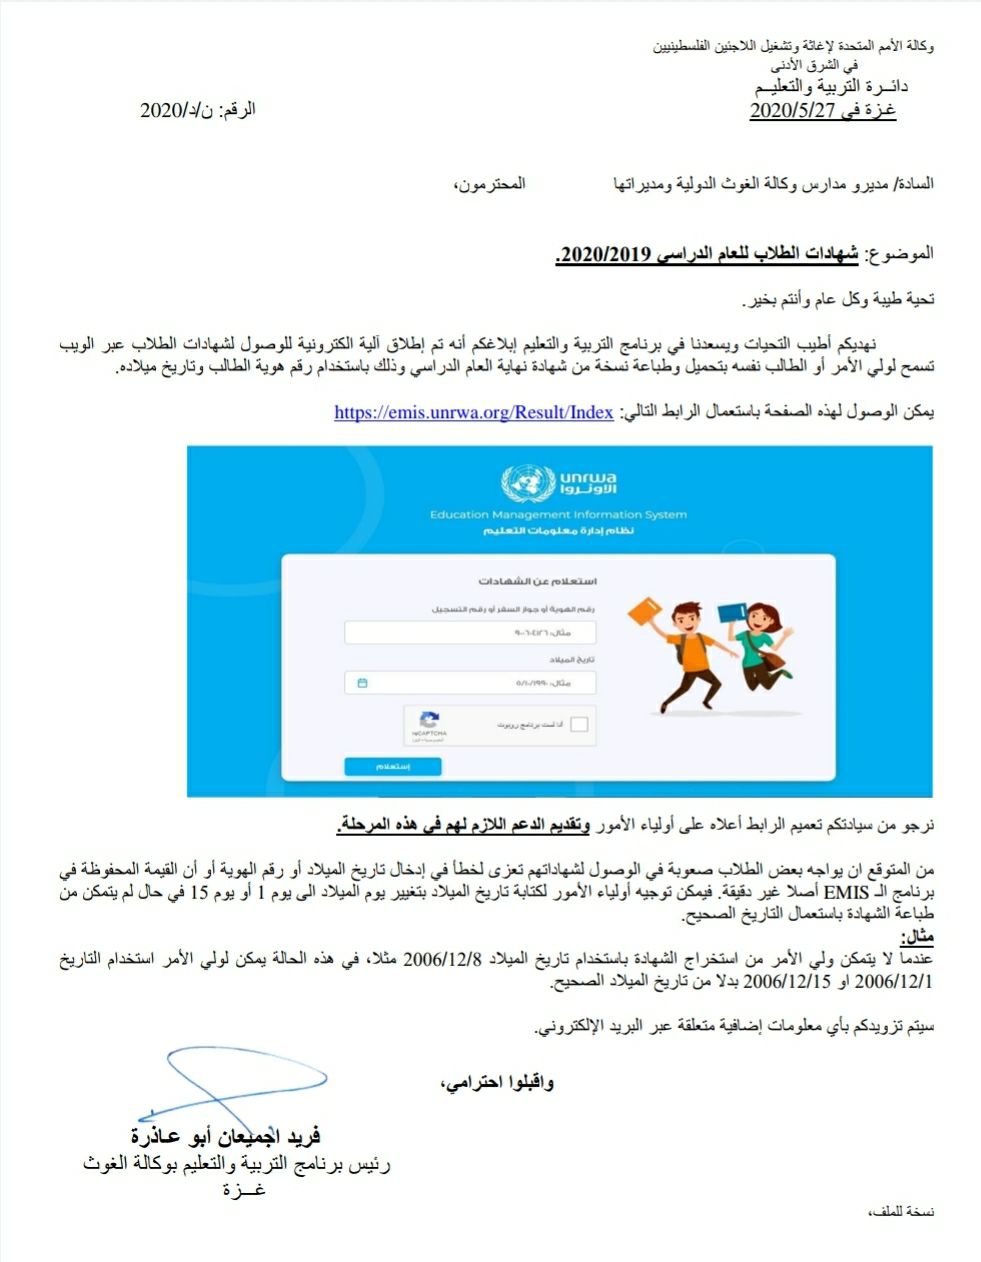 وكالة الأمم المتحدة لإغاثة وتشغيل اللاجئين الفلسطينيين
في الشرق الأدنى
دائــرة التربية والتعليــم
غـزة في 2020/5/27
الرقم: ن/د/2020
السادة/ مديرو مدارس وكالة الغوث الدولية ومديراتها المحترمون،
الموضوع: شهادات الطلاب للعام الدراسي 2020/2019.
تحية طيبة وكل عام وأنتم بخير.
نهديكم أطيب التحيات ويسعدنا في برنامج التربية والتعليم إبلاغكم أنه تم إطلاق آلية الكترونية للوصول لشهادات الطلاب عبر الويب
تسمح لولي الأمر أو الطالب نفسه بتحميل وطباعة نسخة من شهادة نهاية العام الدراسي وذلك باستخدام رقم هوية الطالب وتاريخ ميلاده.
يمكن الوصول لهذه الصفحة باستعمال الرابط التالي: https://emis.unrwa.org/Result/Index
unrwa
الأونروا
Education Management Information System
نظام إدارة معلومات التعليم
استعلام عن الشهادات
رقم الهوية أو جواز السفر أو رقم التسجيل
مثال: ٩٠٠٦٠٤١٢٦
تاريخ الميلاد
مثال: ٥/١٠/١٩٩٠
أنا لست برنامج روبوت
reCAPTCHA
إستعلام
نرجو من سيادتكم تعميم الرابط أعلاه على أولياء الأمور وتقديم الدعم اللازم لهم في هذه المرحلة.
من المتوقع ان يواجه بعض الطلاب صعوبة في الوصول لشهاداتهم تعزى لخطأ في إدخال تاريخ الميلاد أو رقم الهوية أو أن القيمة المحفوظة في
برنامج الـ EMIS أصلا غير دقيقة. فيمكن توجيه أولياء الأمور لكتابة تاريخ الميلاد بتغيير يوم الميلاد الى يوم 1 أو يوم 15 في حال لم يتمكن من
طباعة الشهادة باستعمال التاريخ الصحيح.
مثال:
عندما لا يتمكن ولي الأمر من استخراج الشهادة باستخدام تاريخ الميلاد 2006/12/8 مثلا، في هذه الحالة يمكن لولي الأمر استخدام التاريخ
2006/12/1 او 2006/12/15 بدلا من تاريخ الميلاد الصحيح.
سيتم تزويدكم بأي معلومات إضافية متعلقة عبر البريد الإلكتروني.
واقبلوا احترامي،
فريد اجميعان أبو عـاذرة
رئيس برنامج التربية والتعليم بوكالة الغوث
غــزة
نسخة للملف،